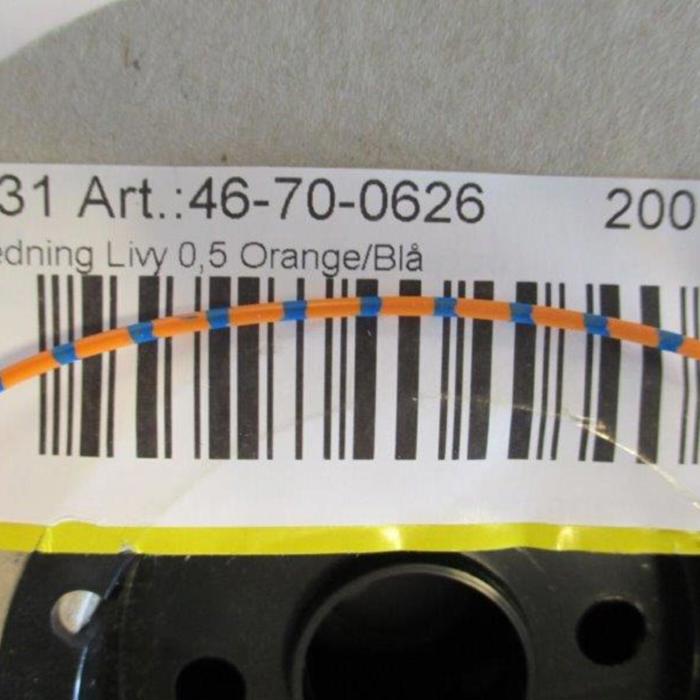 31 Art.:46-70-0626 200
edning Livy 0,5 Orange/Blå